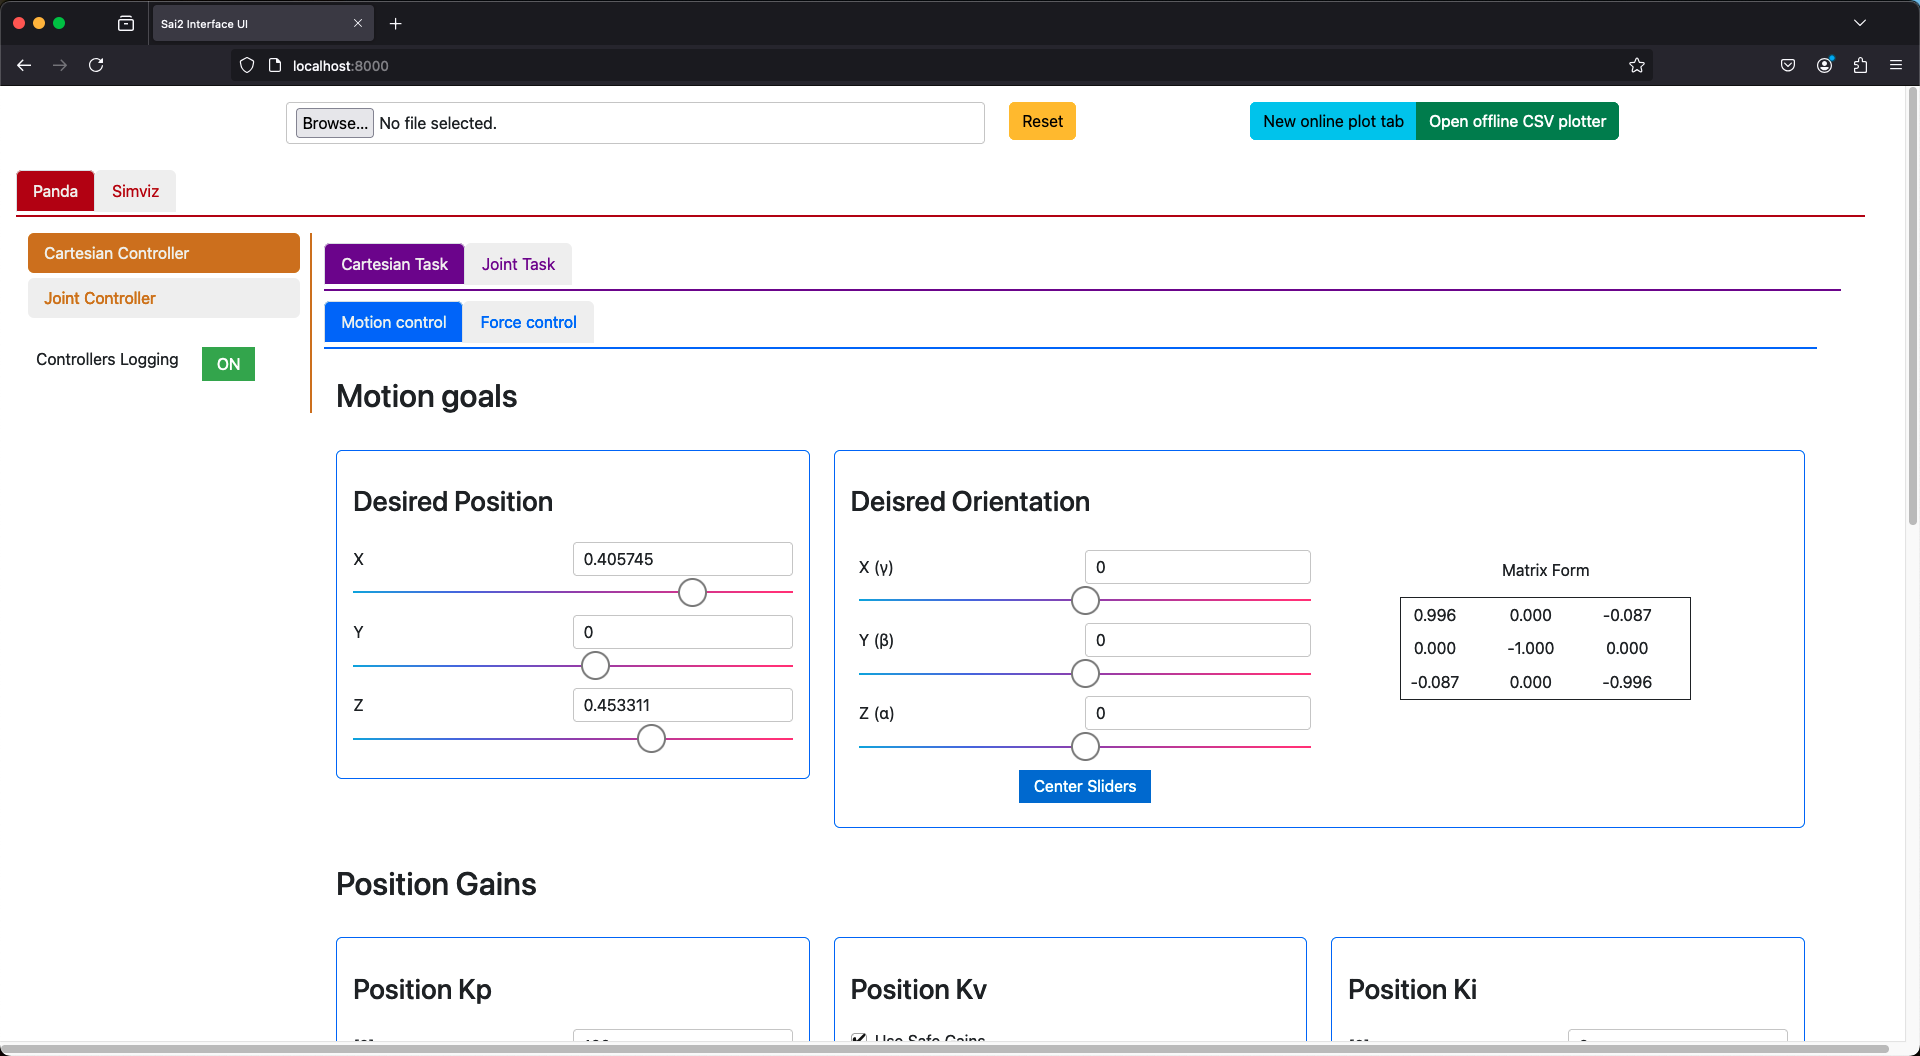 Sai2 Interface UI
localhost:8000
Browse... No file selected.
Reset
New online plot tab
Open offline CSV plotter
Panda
Simviz
Cartesian Controller
Joint Controller
Controllers Logging
ON
Cartesian Task
Joint Task
Motion control
Force control
Motion goals
Desired Position
X
0.405745
Y
0
Z
0.453311
Deisred Orientation
X (γ)
0
Y (β)
0
Z (α)
0
Center Sliders
Matrix Form
0.996 0.000 -0.087
0.000 -1.000 0.000
-0.087 0.000 -0.996
Position Gains
Position Kp
Position Kv
Use Safe Gains
Position Ki